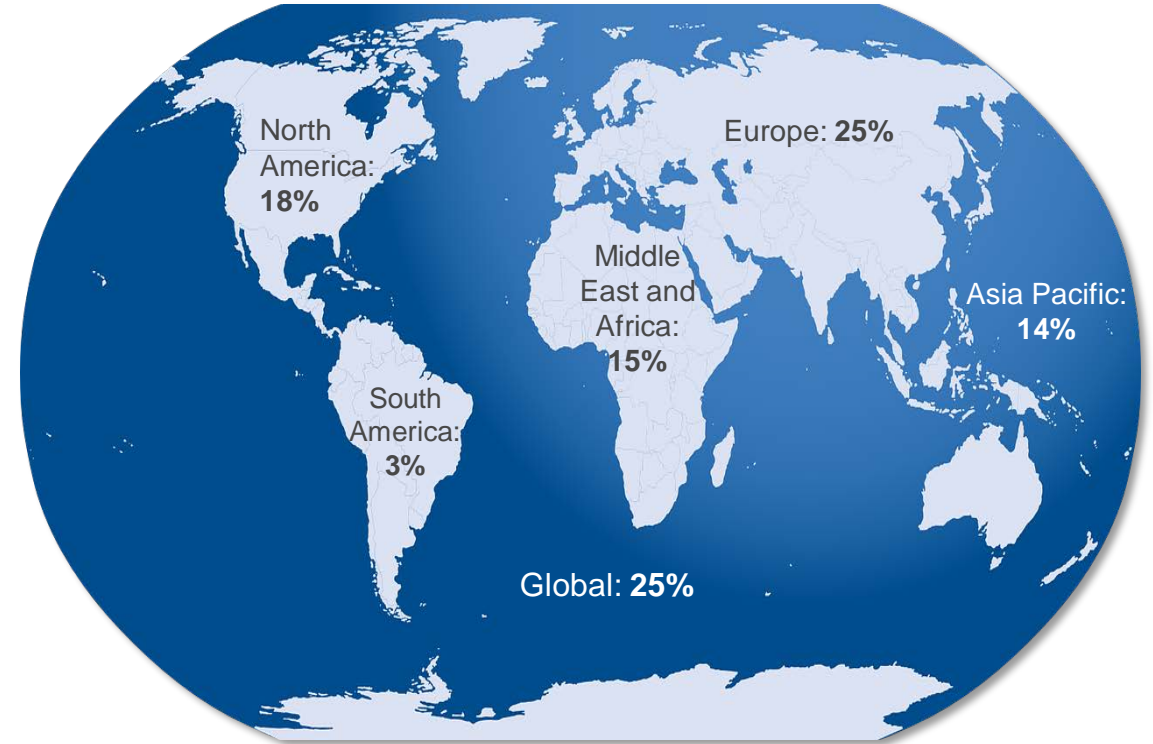 North
America:
18%
Europe: 25%
Middle
East and
Africa:
15%
Asia Pacific:
14%
South
America:
3%
Global: 25%